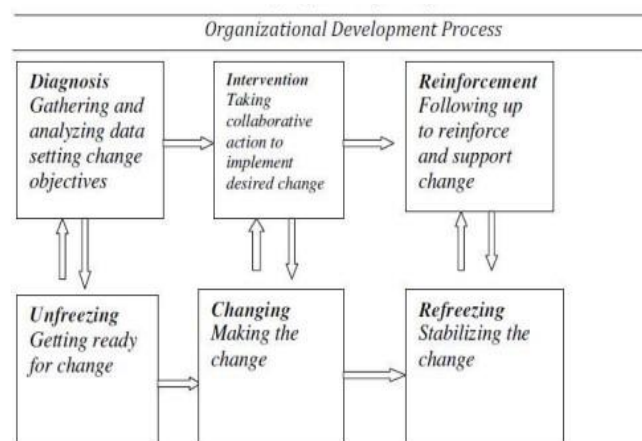 Organizational Development Process
Diagnosis
Gathering and
analyzing data
setting change
objectives
Intervention
Taking
collaborative
action to
implement
desired change
Reinforcement
Following up
to reinforce
and support
change
Unfreezing
Getting ready
for change
Changing
Making the
change
Refreezing
Stabilizing the
change